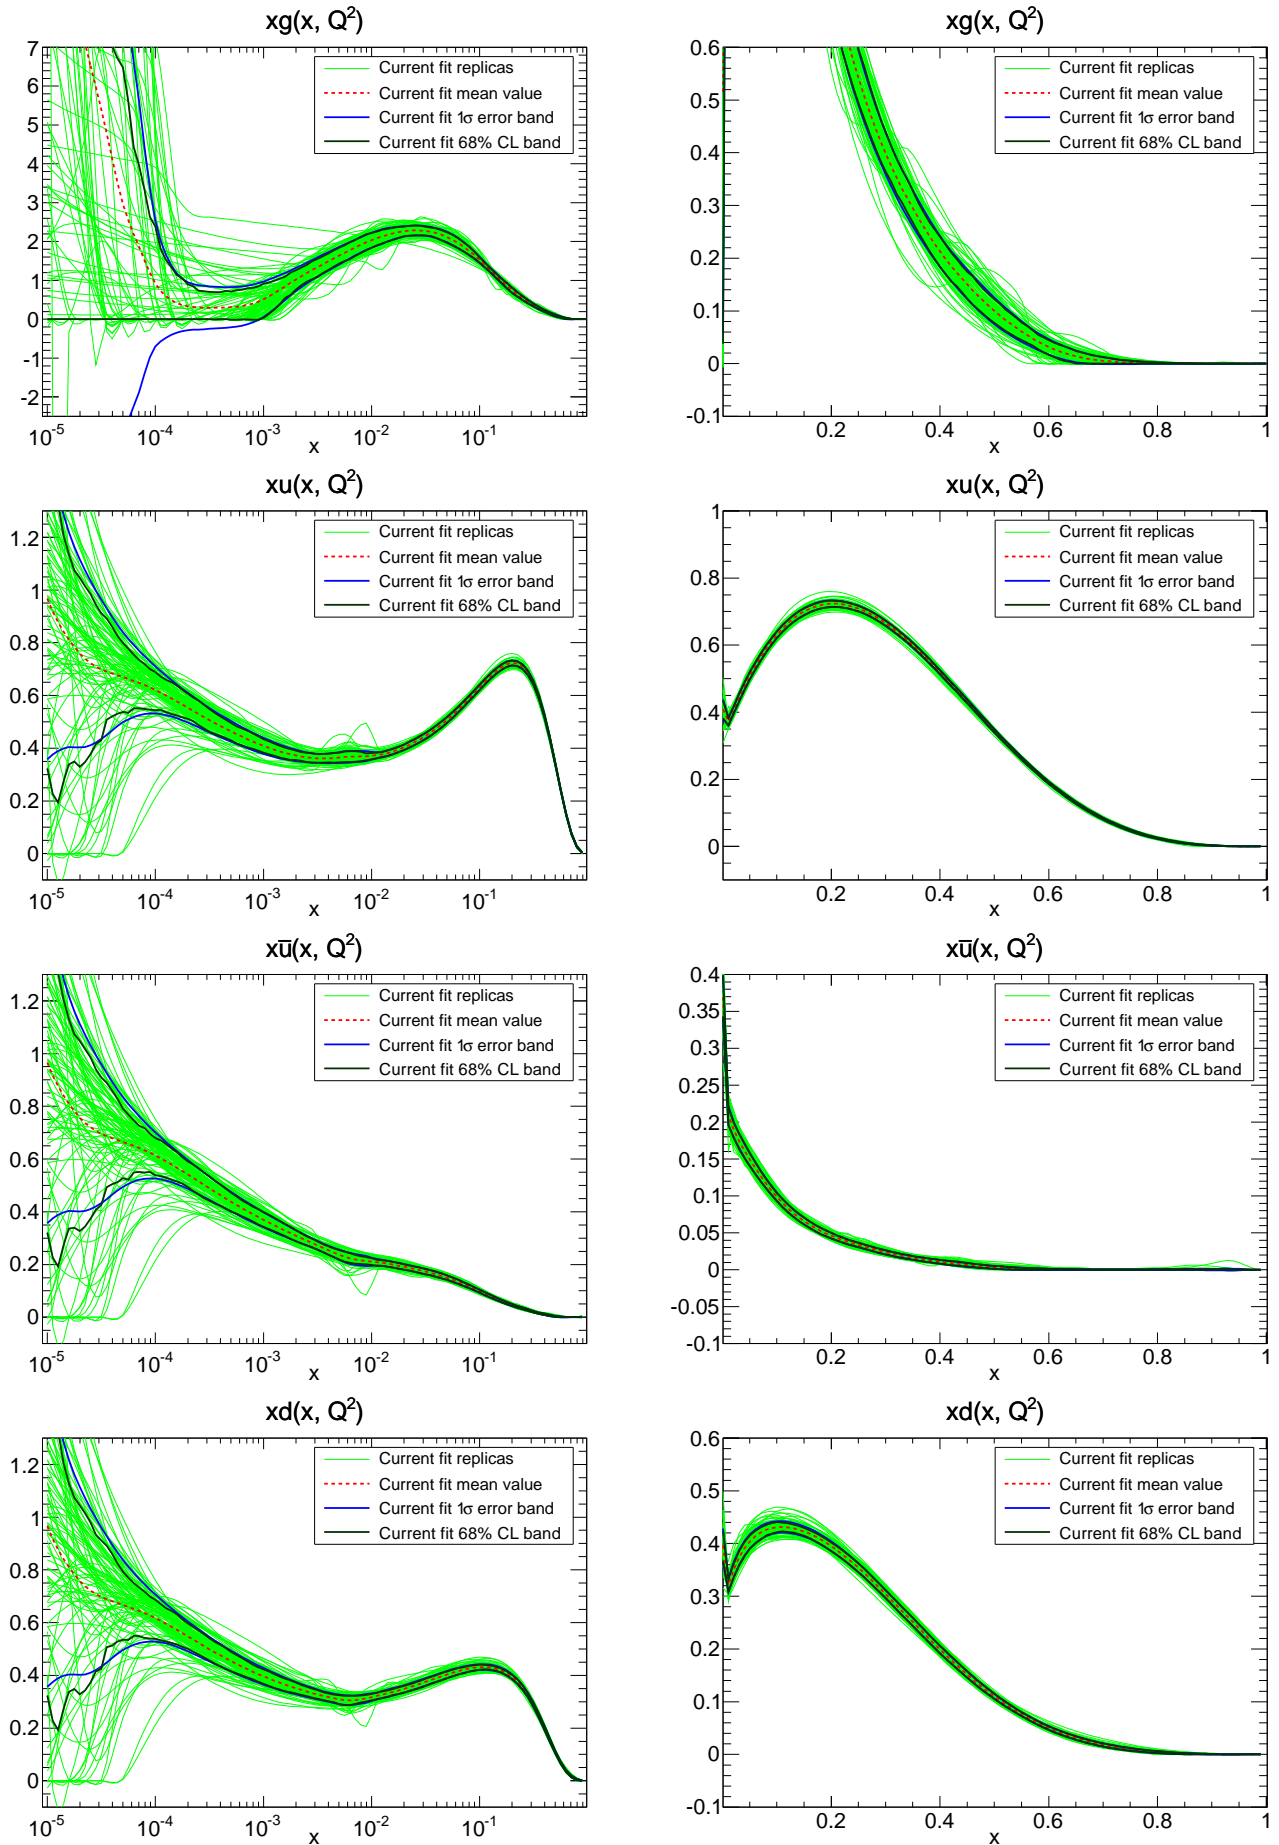 xg(x, Q²)
7
6
5
4
3
2
1
0
-1
-2
Current fit replicas
Current fit mean value
Current fit 1σ error band
Current fit 68% CL band
10⁻⁵ 10⁻⁴ 10⁻³ 10⁻² 10⁻¹
x
xg(x, Q²)
0.6
0.5
0.4
0.3
0.2
0.1
0
-0.1
Current fit replicas
Current fit mean value
Current fit 1σ error band
Current fit 68% CL band
0.2 0.4 0.6 0.8 1
x
xu(x, Q²)
1.2
1
0.8
0.6
0.4
0.2
0
Current fit replicas
Current fit mean value
Current fit 1σ error band
Current fit 68% CL band
10⁻⁵ 10⁻⁴ 10⁻³ 10⁻² 10⁻¹
x
xu(x, Q²)
1
0.8
0.6
0.4
0.2
0
Current fit replicas
Current fit mean value
Current fit 1σ error band
Current fit 68% CL band
0.2 0.4 0.6 0.8 1
x
xu̅(x, Q²)
1.2
1
0.8
0.6
0.4
0.2
0
Current fit replicas
Current fit mean value
Current fit 1σ error band
Current fit 68% CL band
10⁻⁵ 10⁻⁴ 10⁻³ 10⁻² 10⁻¹
x
xu̅(x, Q²)
0.4
0.35
0.3
0.25
0.2
0.15
0.1
0.05
0
-0.05
-0.1
Current fit replicas
Current fit mean value
Current fit 1σ error band
Current fit 68% CL band
0.2 0.4 0.6 0.8 1
x
xd(x, Q²)
1.2
1
0.8
0.6
0.4
0.2
0
Current fit replicas
Current fit mean value
Current fit 1σ error band
Current fit 68% CL band
10⁻⁵ 10⁻⁴ 10⁻³ 10⁻² 10⁻¹
x
xd(x, Q²)
0.6
0.5
0.4
0.3
0.2
0.1
0
-0.1
Current fit replicas
Current fit mean value
Current fit 1σ error band
Current fit 68% CL band
0.2 0.4 0.6 0.8 1
x